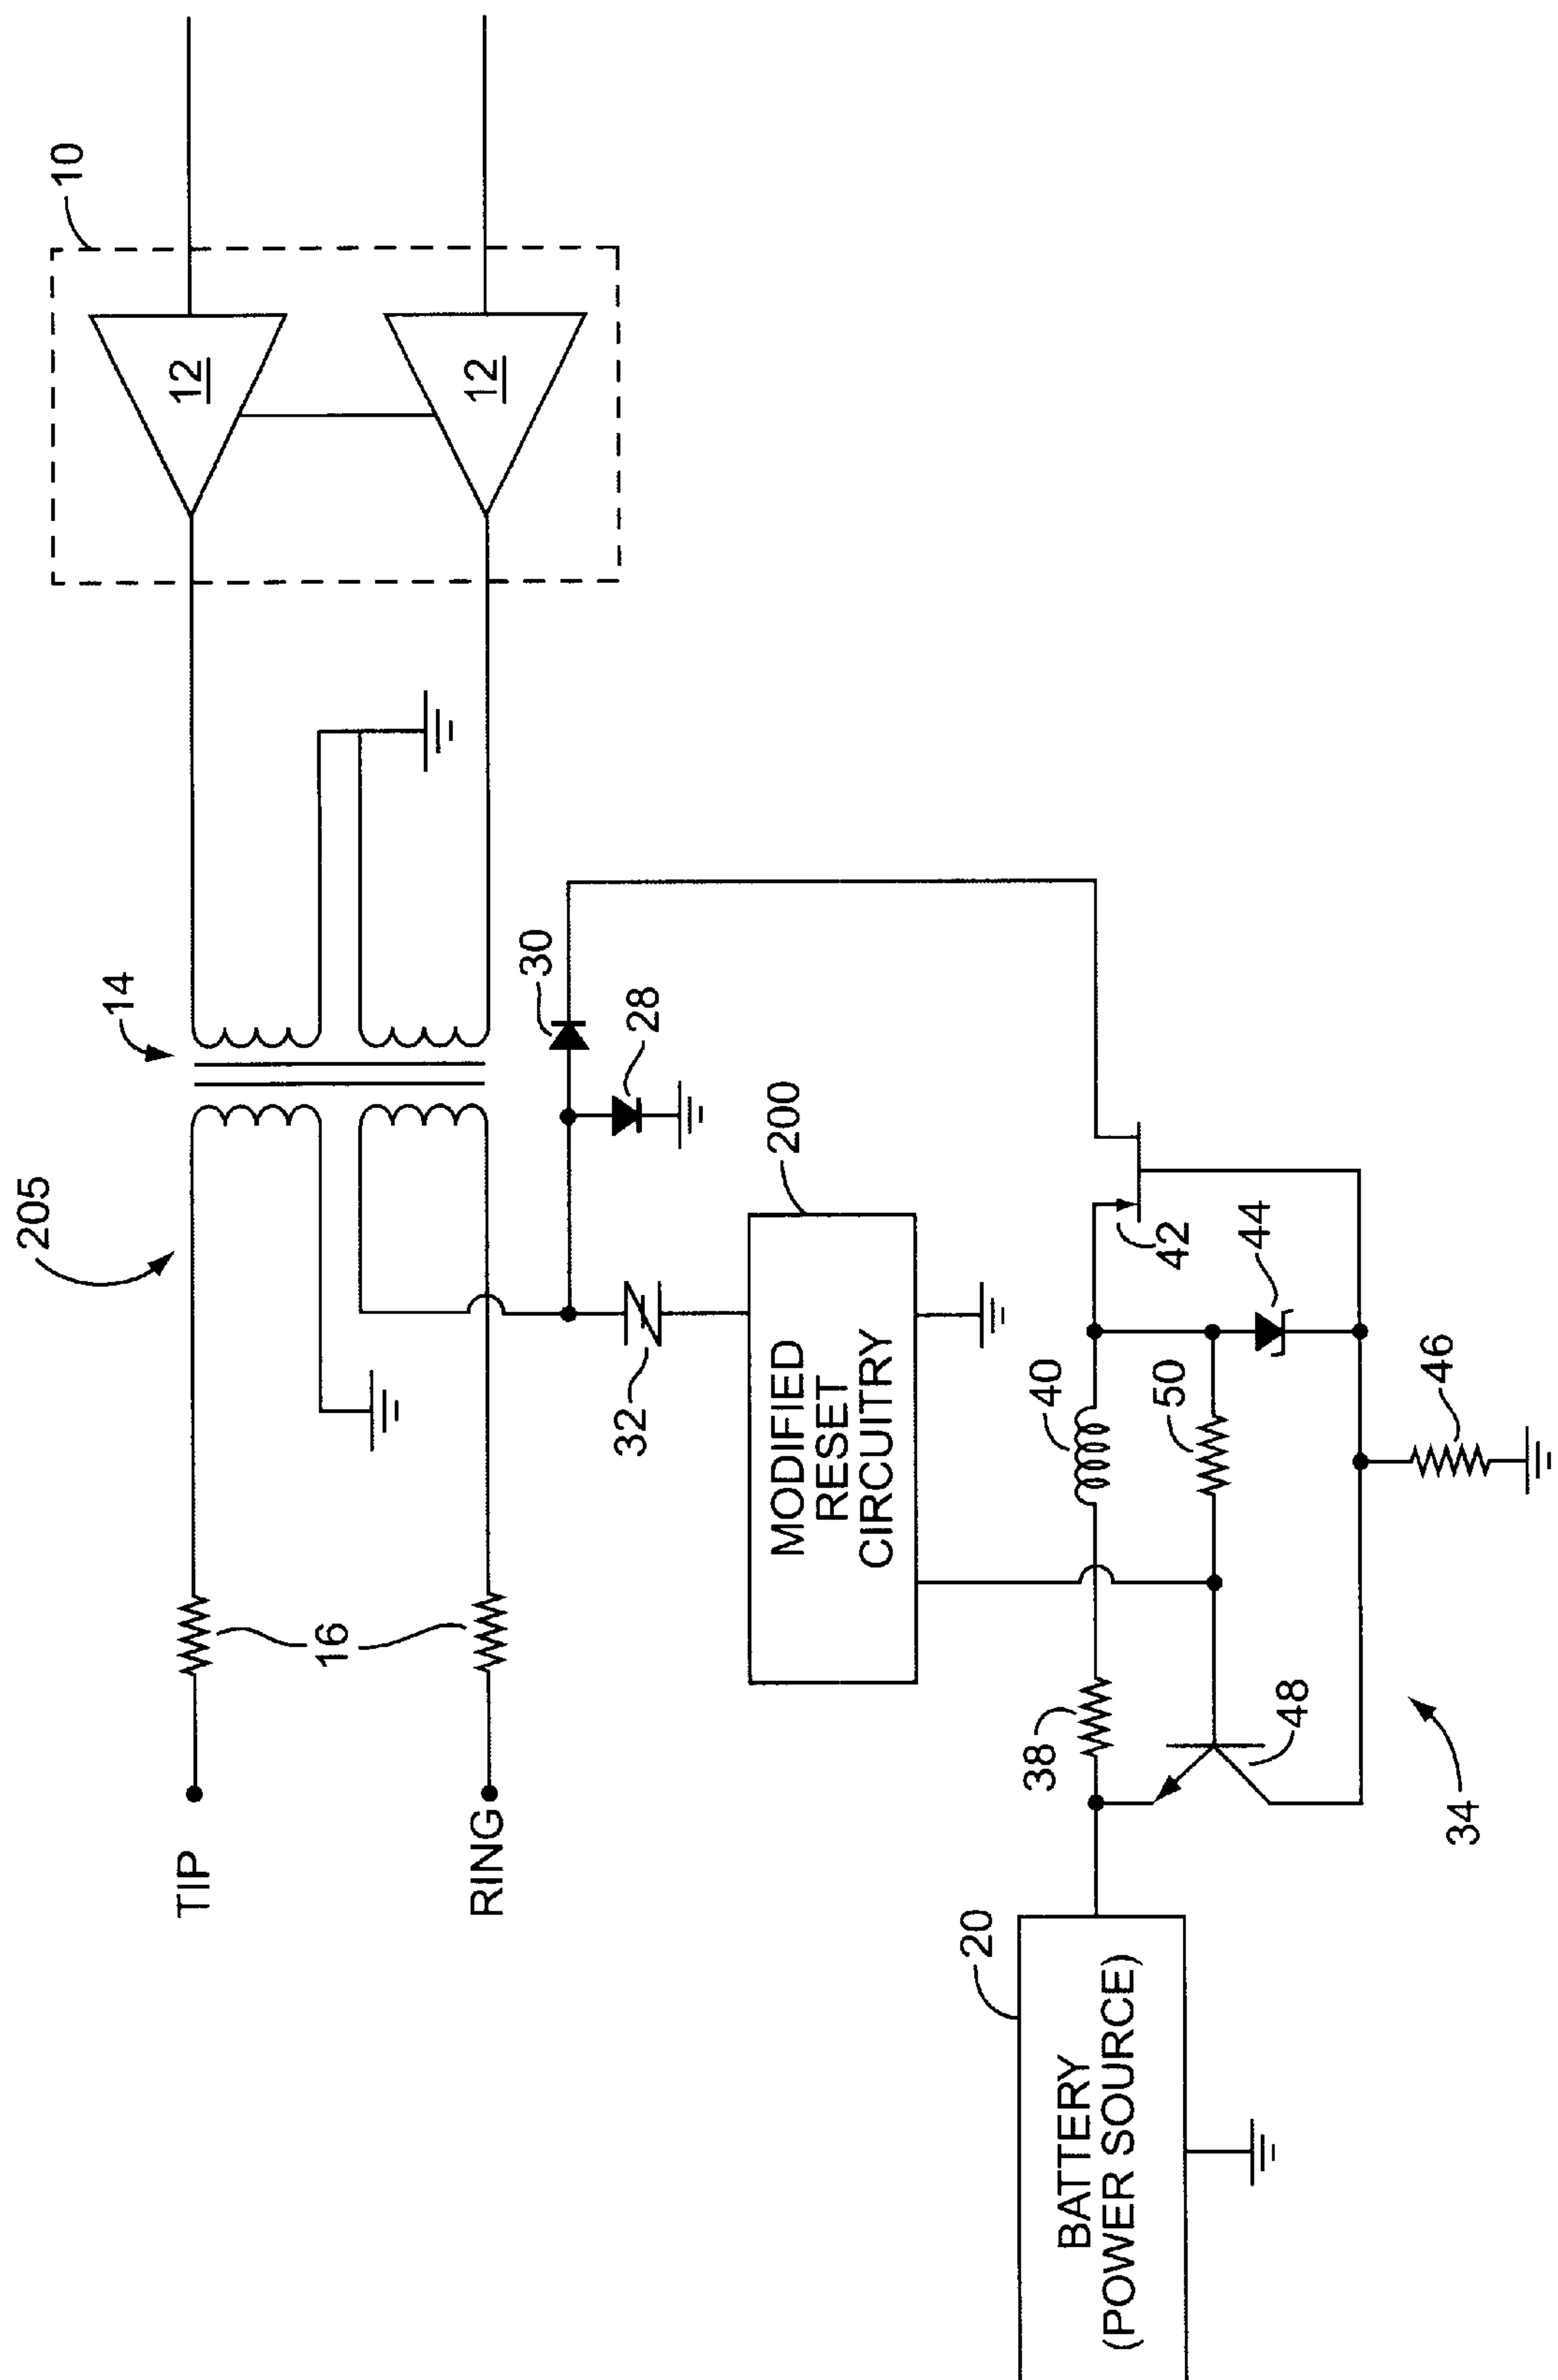 205
14
10
12
12
TIP
16
RING
30
28
32
200
MODIFIED
RESET
CIRCUITRY
20
BATTERY
(POWER SOURCE)
38
40
42
50
44
48
46
34